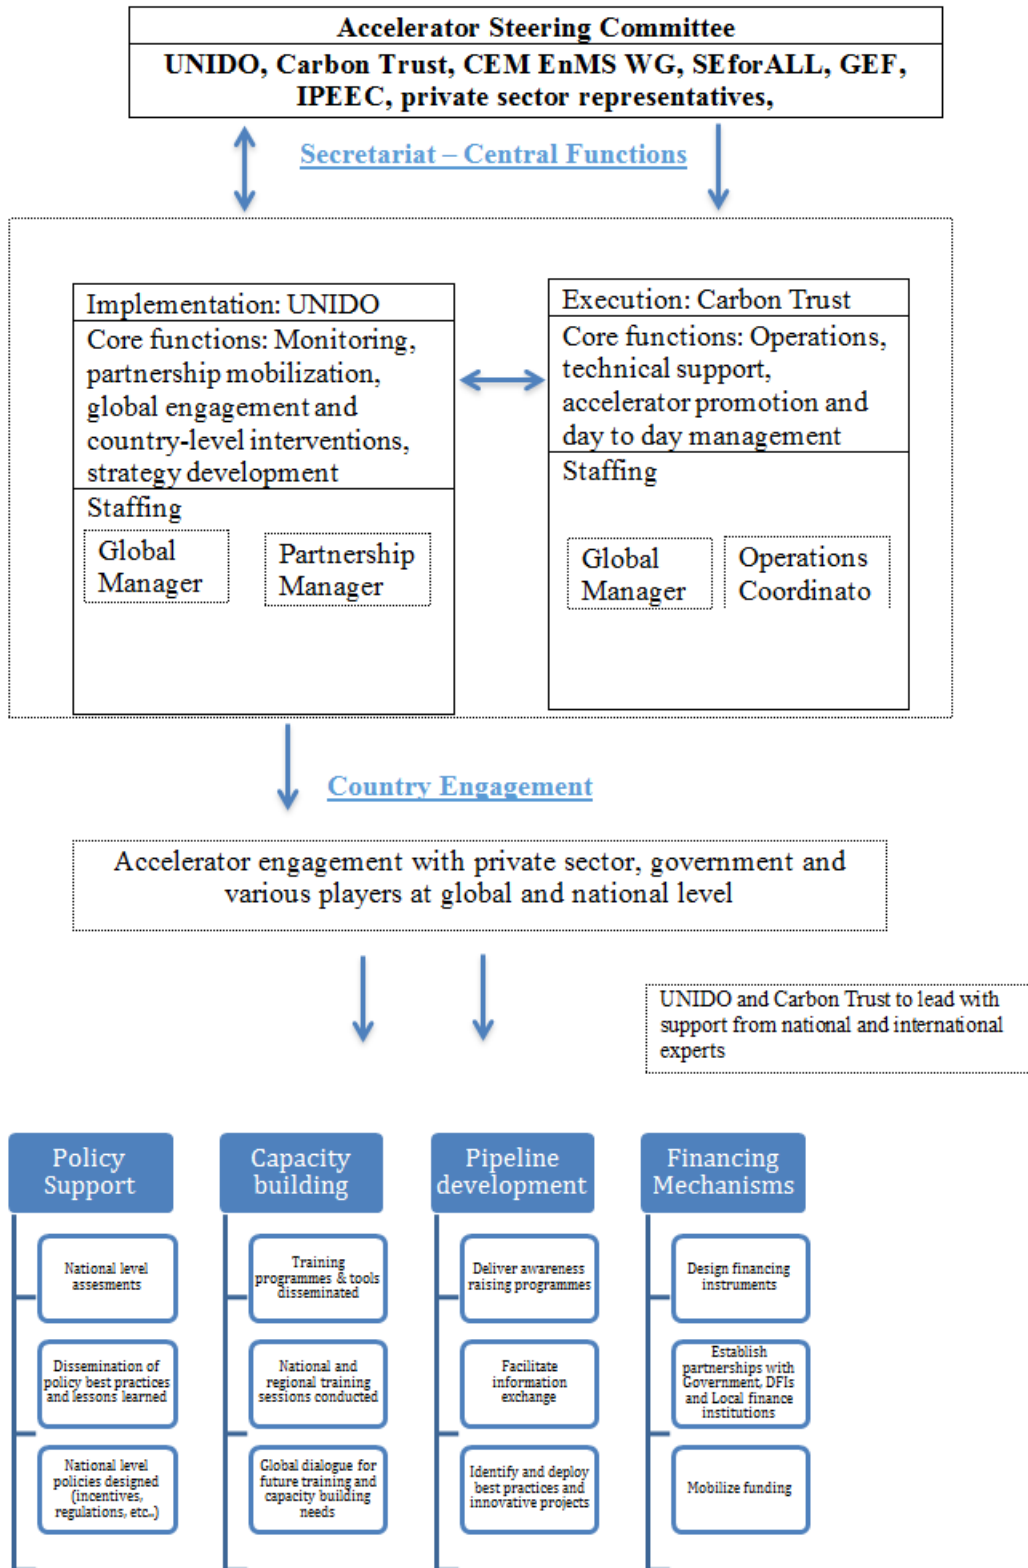 Accelerator Steering Committee
UNIDO, Carbon Trust, CEM EnMS WG, SEforALL, GEF,
IPEEC, private sector representatives,
Secretariat – Central Functions
Implementation: UNIDO
Core functions: Monitoring,
partnership mobilization,
global engagement and
country-level interventions,
strategy development
Staffing
Global
Manager
Partnership
Manager
Execution: Carbon Trust
Core functions: Operations,
technical support,
accelerator promotion and
day to day management
Staffing
Global
Manager
Operations
Coordinato
Country Engagement
Accelerator engagement with private sector, government and
various players at global and national level
UNIDO and Carbon Trust to lead with
support from national and international
experts
Policy
Support
National level
assesments
Dissemination of
policy best practices
and lessons learned
National level
policies designed
(incentives,
regulations, etc..)
Capacity
building
Training
programmes & tools
disseminated
National and
regional training
sessions conducted
Global dialogue for
future training and
capacity building
needs
Pipeline
development
Deliver awareness
raising programmes
Facilitate
information
exchange
Identify and deploy
best practices and
innovative projects
Financing
Mechanisms
Design financing
instruments
Establish
partnerships with
Government, DFIs
and Local finance
institutions
Mobilize funding